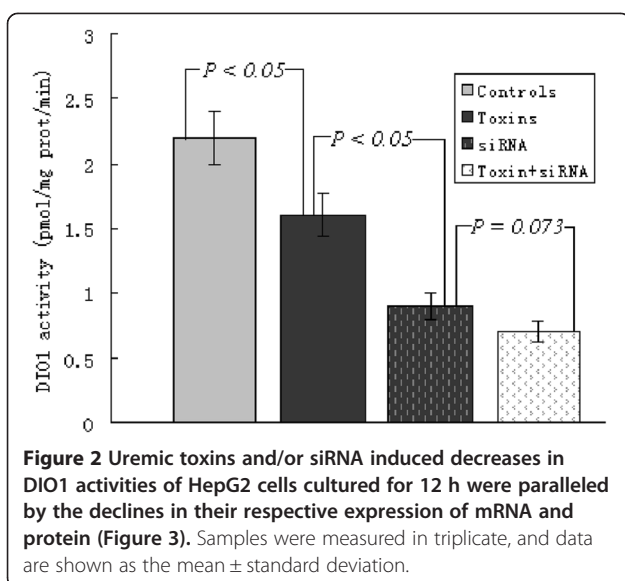 3
2.5
2
1.5
1
0.5
0
DIO1 activity (pmol/mg prot/min)
P < 0.05
P < 0.05
P = 0.073
Controls
Toxins
siRNA
Toxin+siRNA
Figure 2 Uremic toxins and/or siRNA induced decreases in
DIO1 activities of HepG2 cells cultured for 12 h were paralleled
by the declines in their respective expression of mRNA and
protein (Figure 3). Samples were measured in triplicate, and data
are shown as the mean ± standard deviation.